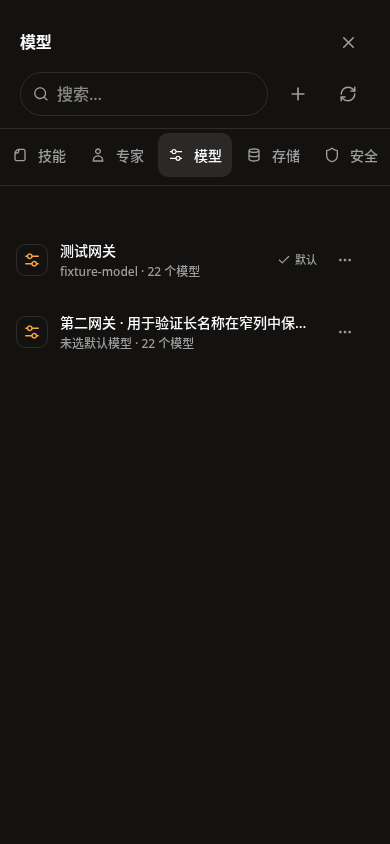 模型
搜索...
技能 专家 模型 存储 安全
测试网关
默认
fixture-model · 22 个模型
第二网关 · 用于验证长名称在窄列中保...
未选默认模型 · 22 个模型